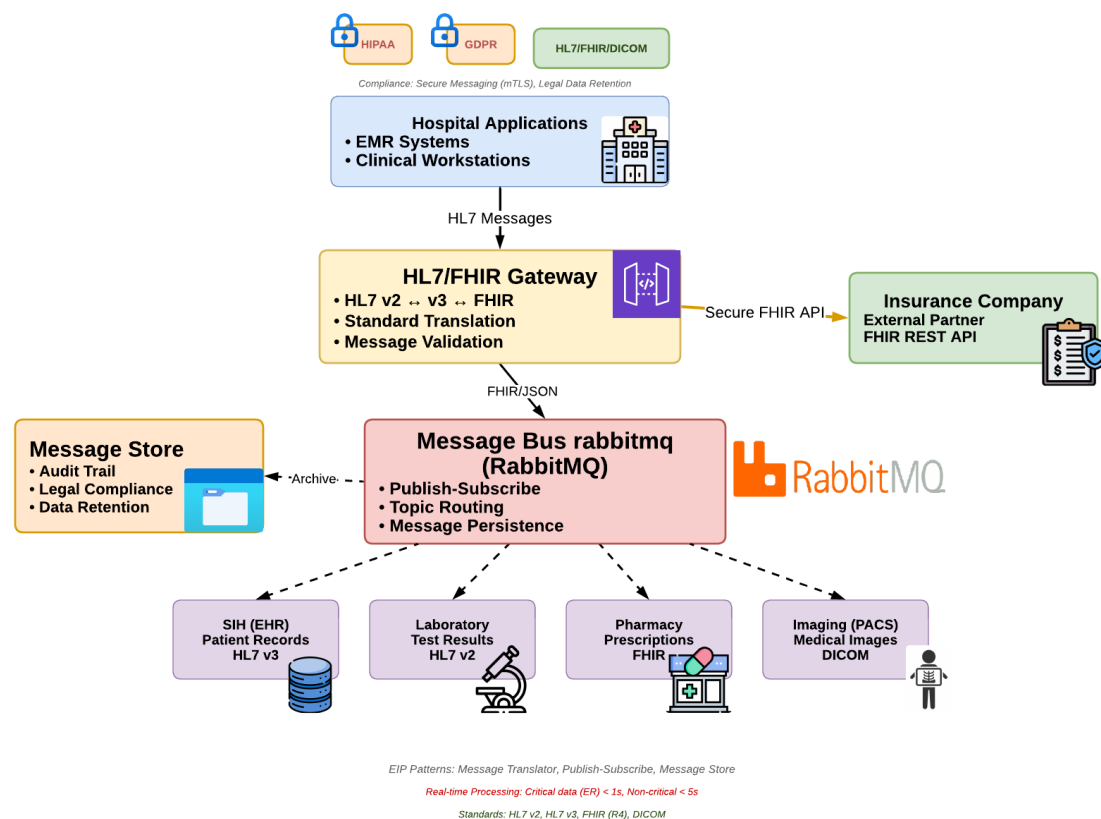 HIPAA
GDPR
HL7/FHIR/DICOM
Compliance: Secure Messaging (mTLS), Legal Data Retention
Hospital Applications
• EMR Systems
• Clinical Workstations
HL7 Messages
HL7/FHIR Gateway
• HL7 v2 ↔ v3 ↔ FHIR
• Standard Translation
• Message Validation
Secure FHIR API
Insurance Company
External Partner
FHIR REST API
FHIR/JSON
Message Store
• Audit Trail
• Legal Compliance
• Data Retention
Archive
Message Bus rabbitmq
(RabbitMQ)
• Publish-Subscribe
• Topic Routing
• Message Persistence
RabbitMQ
SIH (EHR)
Patient Records
HL7 v3
Laboratory
Test Results
HL7 v2
Pharmacy
Prescriptions
FHIR
Imaging (PACS)
Medical Images
DICOM
EIP Patterns: Message Translator, Publish-Subscribe, Message Store
Real-time Processing: Critical data (ER) < 1s, Non-critical < 5s
Standards: HL7 v2, HL7 v3, FHIR (R4), DICOM